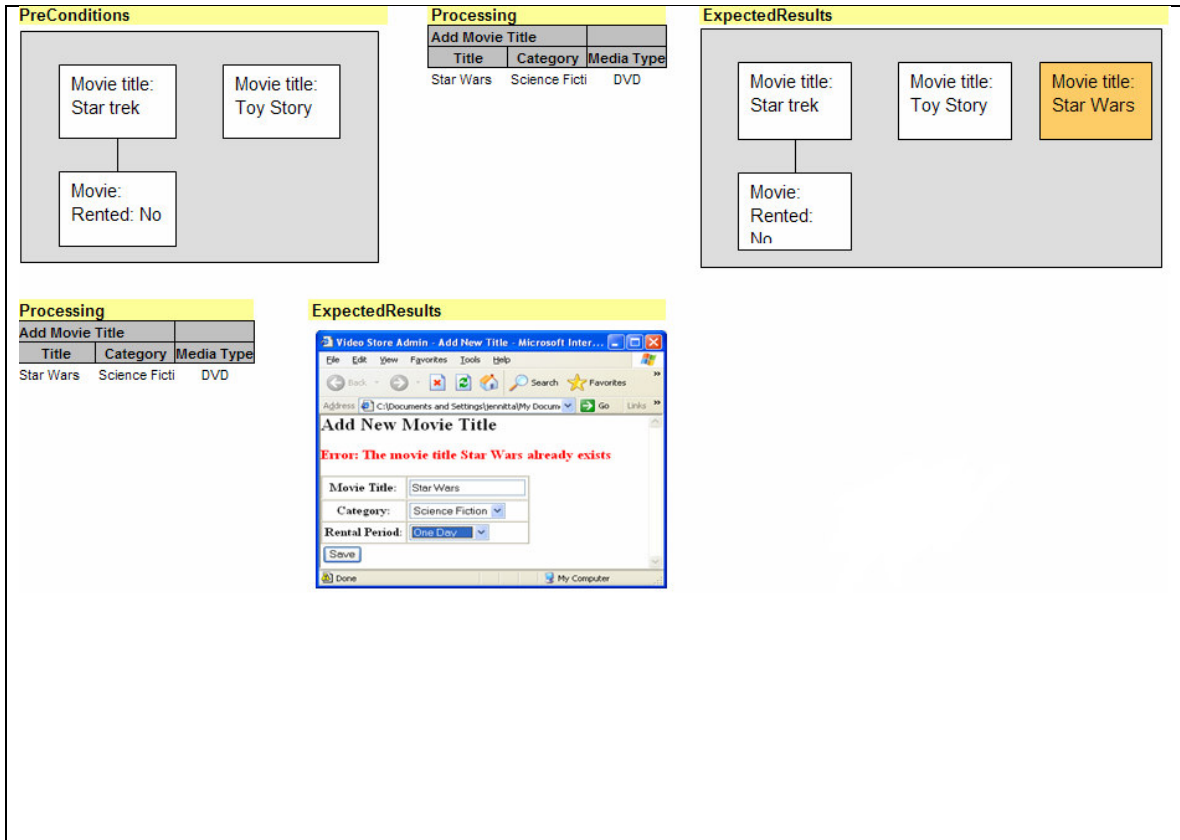 PreConditions
Movie title:
Star trek
Movie title:
Toy Story
Movie:
Rented: No
Processing
Add Movie Title
Title Category Media Type
Star Wars Science Ficti DVD
ExpectedResults
Movie title:
Star trek
Movie title:
Toy Story
Movie title:
Star Wars
Movie:
Rented:
No
Processing
Add Movie Title
Title Category Media Type
Star Wars Science Ficti DVD
ExpectedResults
Video Store Admin - Add New Title - Microsoft Inter...
File Edit View Favorites Tools Help
Back Search Favorites »
Address C:\Documents and Settings\jennitta\My Docum Go Links »
Add New Movie Title
Error: The movie title Star Wars already exists
Movie Title: Star Wars
Category: Science Fiction
Rental Period: One Day
Save
Done My Computer